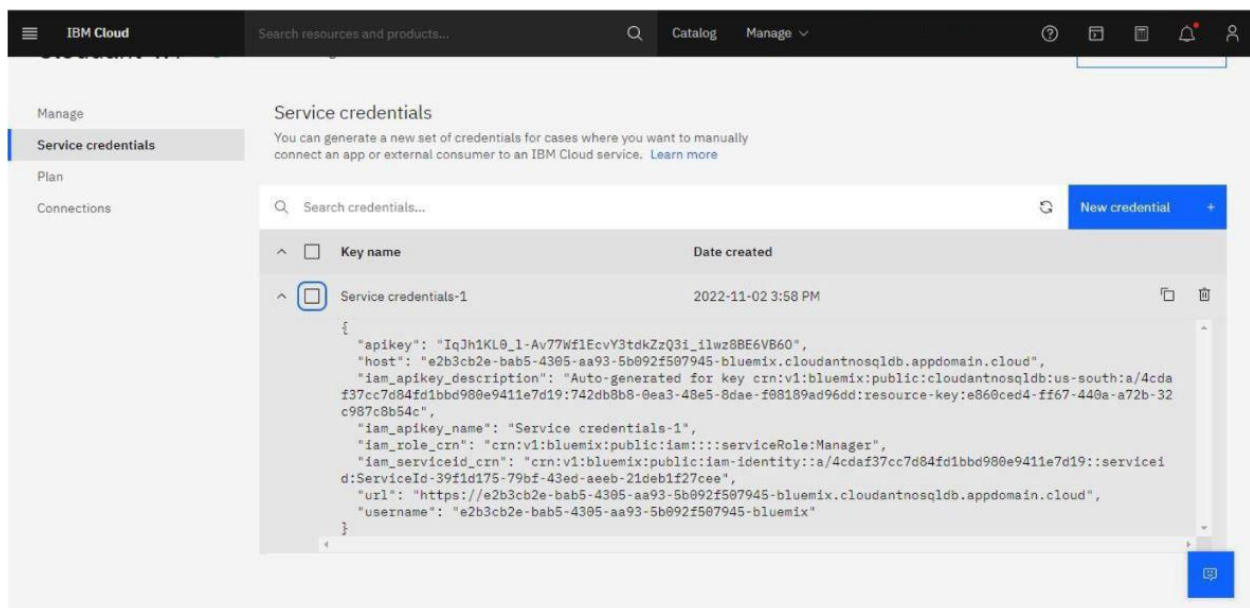 IBM Cloud
Search resources and products...
Catalog
Manage
Manage
Service credentials
Plan
Connections
Service credentials
You can generate a new set of credentials for cases where you want to manually
connect an app or external consumer to an IBM Cloud service. Learn more
Search credentials...
New credential +
Key name
Date created
Service credentials-1
2022-11-02 3:58 PM
{
"apikey": "IqJh1KL0_l-Av77WflEcvY3tdkZzQ3i_ilwz8BE6VB6O",
"host": "e2b3cb2e-bab5-4305-aa93-5b092f507945-bluemix.cloudantnosqldb.appdomain.cloud",
"iam_apikey_description": "Auto-generated for key crn:v1:bluemix:public:cloudantnosqldb:us-south:a/4cda
f37cc7d84fd1bbd980e9411e7d19:742db8b8-0ea3-48e5-8dae-f08189ad96dd:resource-key:e860ced4-ff67-440a-a72b-32
c987c8b54c",
"iam_apikey_name": "Service credentials-1",
"iam_role_crn": "crn:v1:bluemix:public:iam::::serviceRole:Manager",
"iam_serviceid_crn": "crn:v1:bluemix:public:iam-identity::a/4cdaf37cc7d84fd1bbd980e9411e7d19::servicei
d:ServiceId-39f1d175-79bf-43ed-aeeb-21deb1f27cee",
"url": "https://e2b3cb2e-bab5-4305-aa93-5b092f507945-bluemix.cloudantnosqldb.appdomain.cloud",
"username": "e2b3cb2e-bab5-4305-aa93-5b092f507945-bluemix"
}